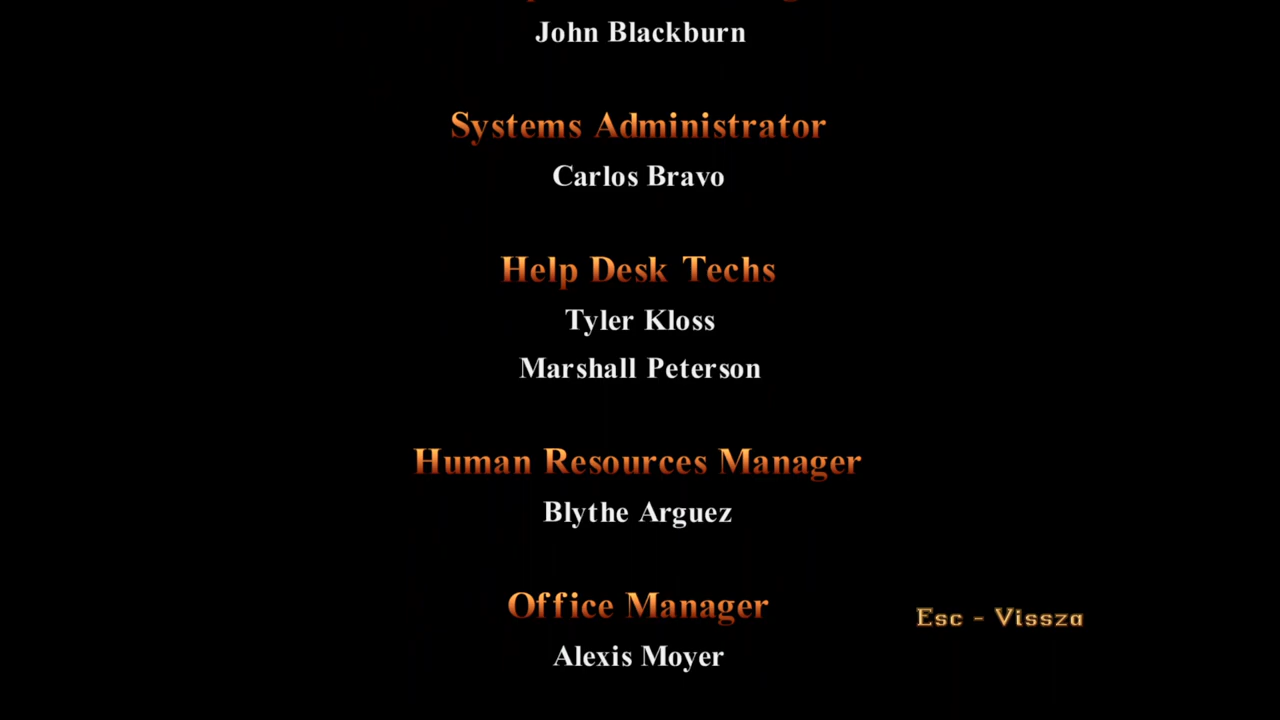 John Blackburn
Systems Administrator
Carlos Bravo
Help Desk Techs
Tyler Kloss
Marshall Peterson
Human Resources Manager
Blythe Arguez
Office Manager
Esc - Vissza
Alexis Moyer